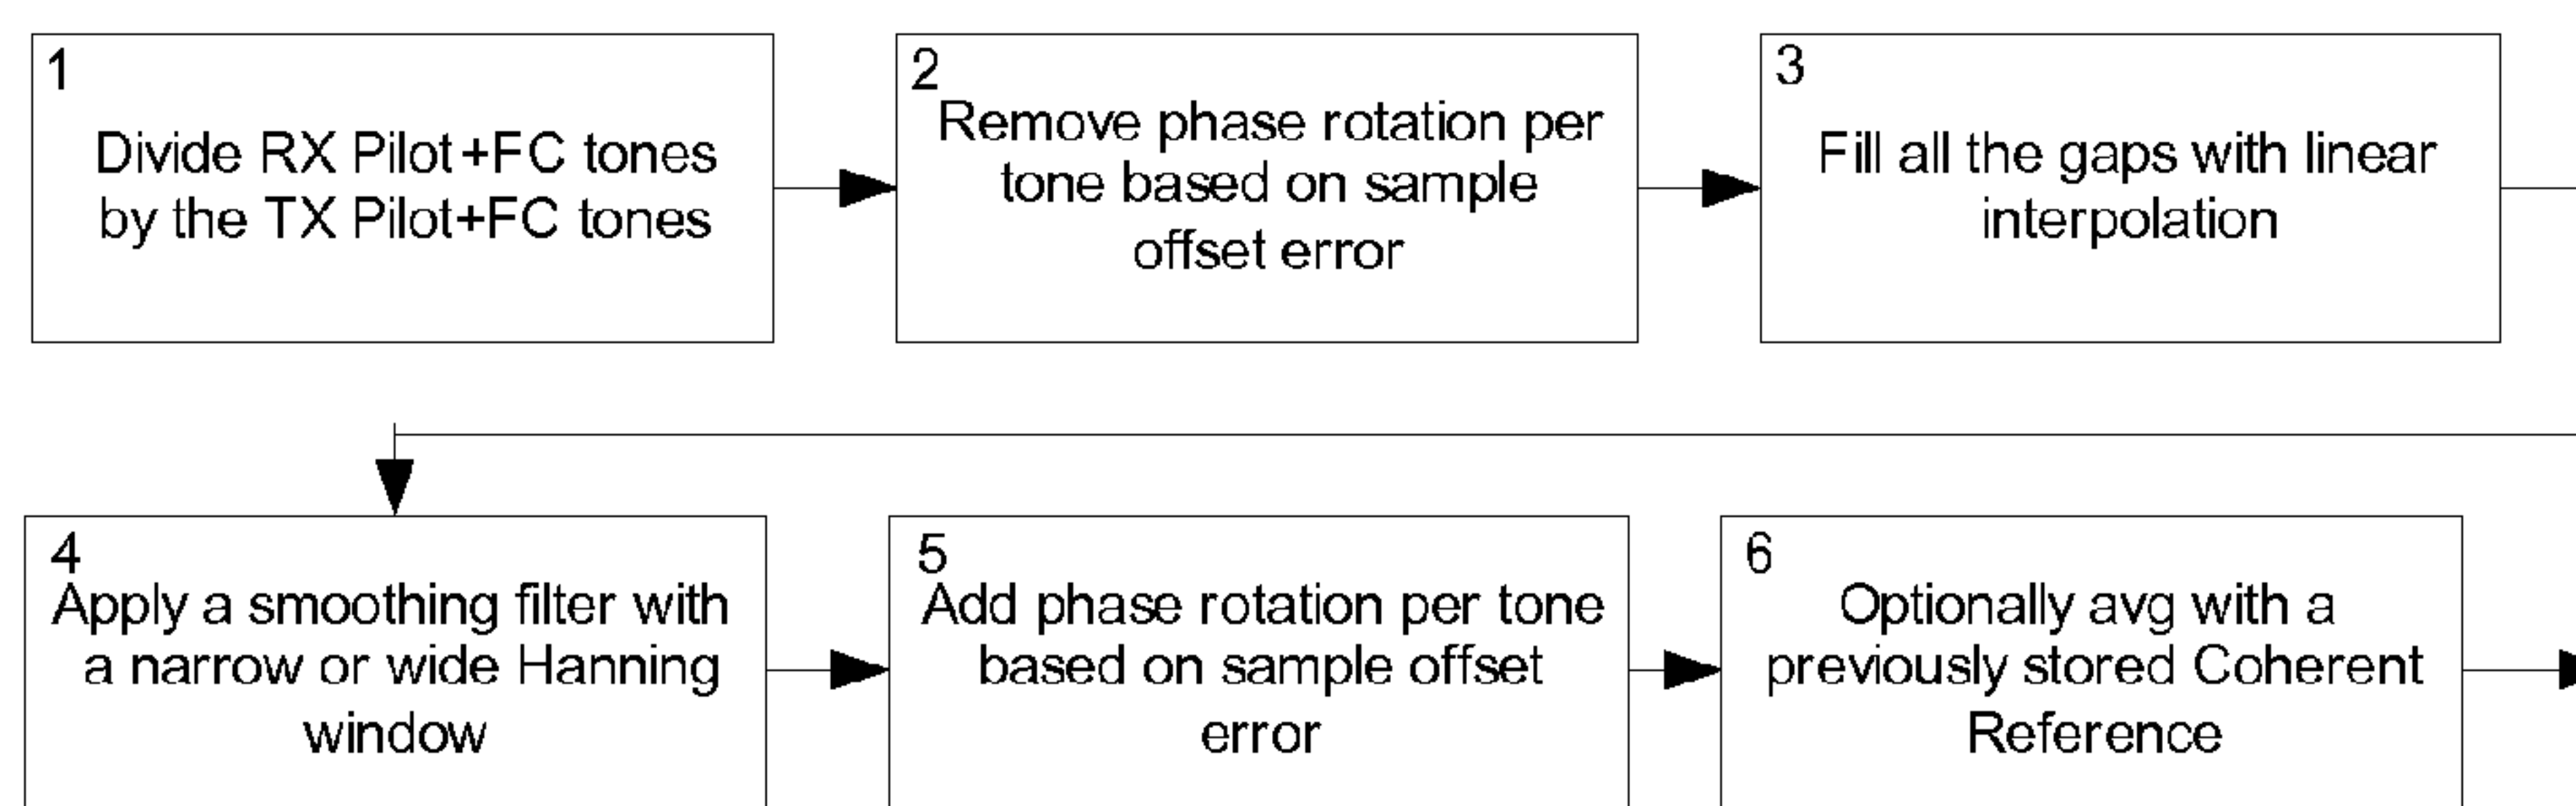 1
Divide RX Pilot+FC tones
by the TX Pilot+FC tones
2
Remove phase rotation per
tone based on sample
offset error
3
Fill all the gaps with linear
interpolation
4
Apply a smoothing filter with
a narrow or wide Hanning
window
5
Add phase rotation per tone
based on sample offset
error
6
Optionally avg with a
previously stored Coherent
Reference